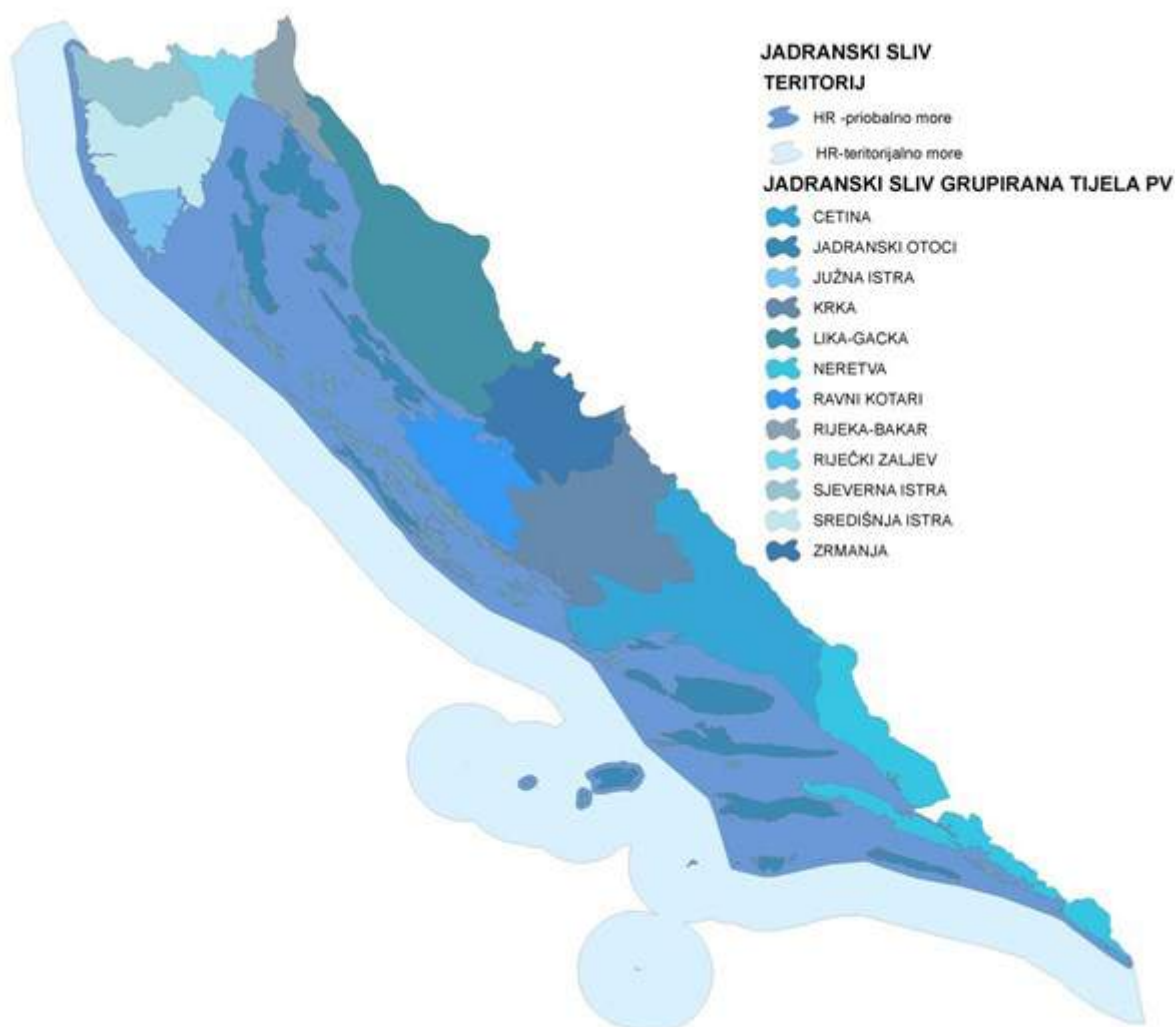 JADRANSKI SLIV
TERITORIJ
HR -priobalno more
HR-teritorijalno more
JADRANSKI SLIV GRUPIRANA TIJELA PV
CETINA
JADRANSKI OTOCI
JUŽNA ISTRA
KRKA
LIKA-GACKA
NERETVA
RAVNI KOTARI
RIJEKA-BAKAR
RIJEČKI ZALJEV
SJEVERNA ISTRA
SREDIŠNJA ISTRA
ZRMANJA